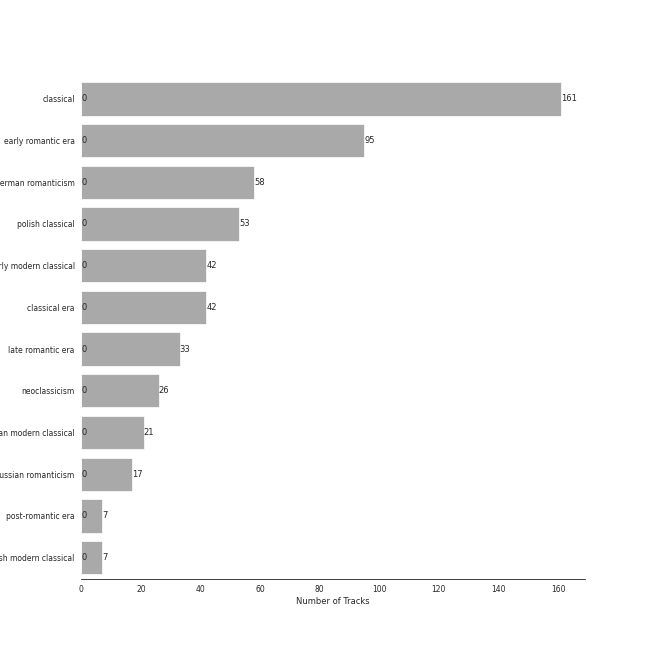 classical 0 161
early romantic era 0 95
erman romanticism 0 58
polish classical 0 53
rly modern classical 0 42
classical era 0 42
late romantic era 0 33
neoclassicism 0 26
an modern classical 0 21
ussian romanticism 0 17
post-romantic era 0 7
sh modern classical 0 7
0 20 40 60 80 100 120 140 160
Number of Tracks